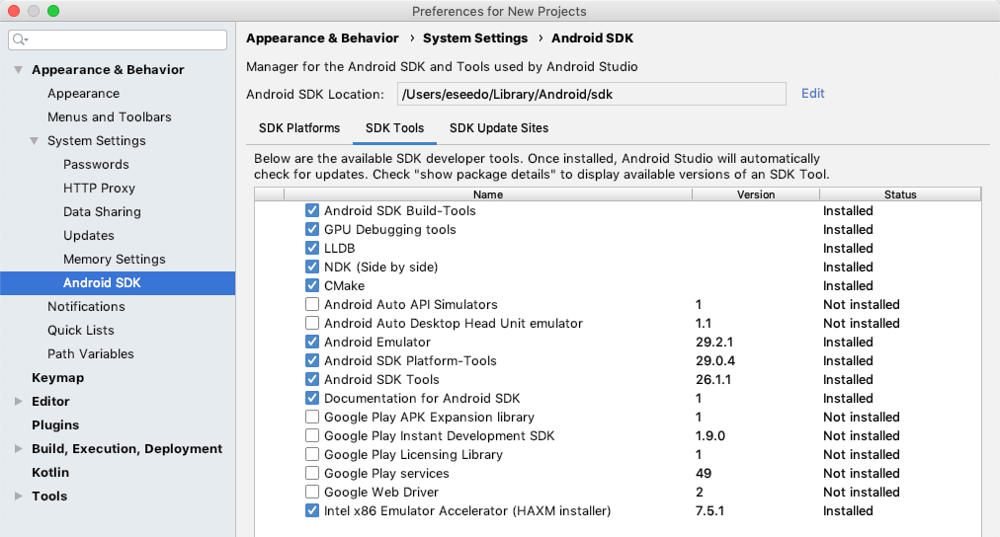 Preferences for New Projects
Appearance & Behavior
Appearance
Menus and Toolbars
System Settings
Passwords
HTTP Proxy
Data Sharing
Updates
Memory Settings
Android SDK
Notifications
Quick Lists
Path Variables
Keymap
Editor
Plugins
Build, Execution, Deployment
Kotlin
Tools
Appearance & Behavior › System Settings › Android SDK
Manager for the Android SDK and Tools used by Android Studio
Android SDK Location: /Users/eseedo/Library/Android/sdk Edit
SDK Platforms SDK Tools SDK Update Sites
Below are the available SDK developer tools. Once installed, Android Studio will automatically
check for updates. Check "show package details" to display available versions of an SDK Tool.
Name Version Status
Android SDK Build-Tools Installed
GPU Debugging tools Installed
LLDB Installed
NDK (Side by side) Installed
CMake Installed
Android Auto API Simulators 1 Not installed
Android Auto Desktop Head Unit emulator 1.1 Not installed
Android Emulator 29.2.1 Installed
Android SDK Platform-Tools 29.0.4 Installed
Android SDK Tools 26.1.1 Installed
Documentation for Android SDK 1 Installed
Google Play APK Expansion library 1 Not installed
Google Play Instant Development SDK 1.9.0 Not installed
Google Play Licensing Library 1 Not installed
Google Play services 49 Not installed
Google Web Driver 2 Not installed
Intel x86 Emulator Accelerator (HAXM installer) 7.5.1 Installed